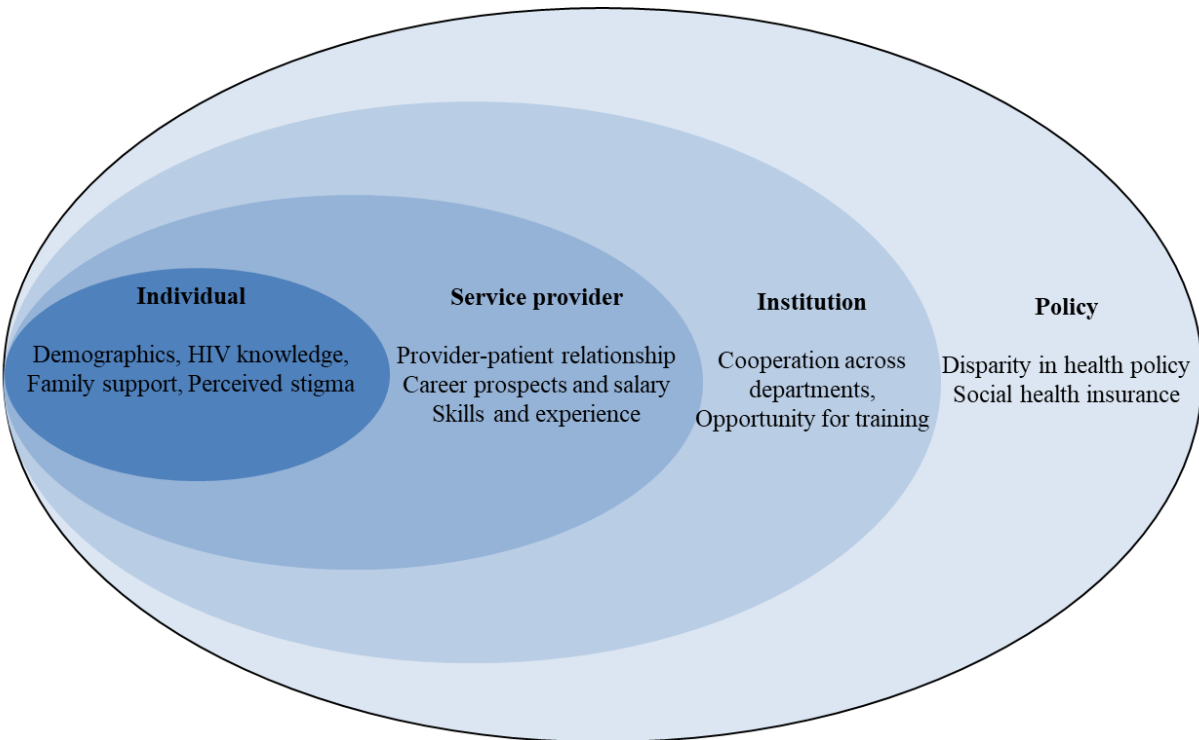 Individual
Demographics, HIV knowledge,
Family support, Perceived stigma
Service provider
Provider-patient relationship
Career prospects and salary
Skills and experience
Institution
Cooperation across
departments,
Opportunity for training
Policy
Disparity in health policy
Social health insurance